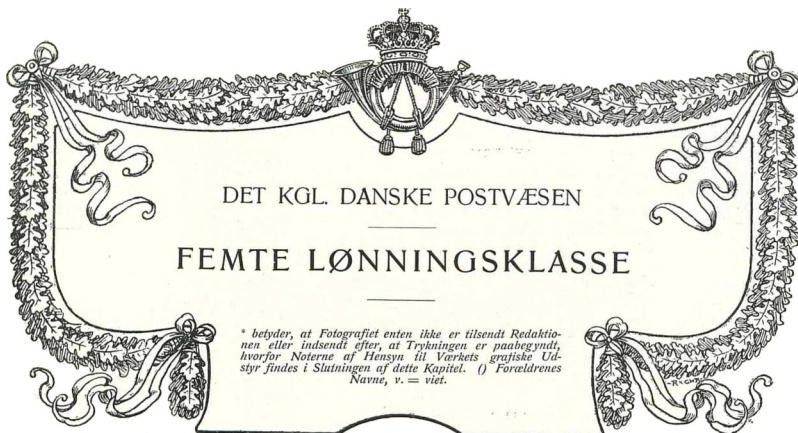 DET KGL. DANSKE POSTVÆSEN
FEMTE LØNNINGSKLASSE
* betyder, at Fotografiet enten ikke er tilsendt Redaktio-
nen eller indsendt efter, at Trykningen er paabegyndt,
hvorfor Noterne af Hensyn til Værkets grafiske Ud-
styr findes i Slutningen af dette Kapitel. () Forældrenes
Navne, v. = viet.